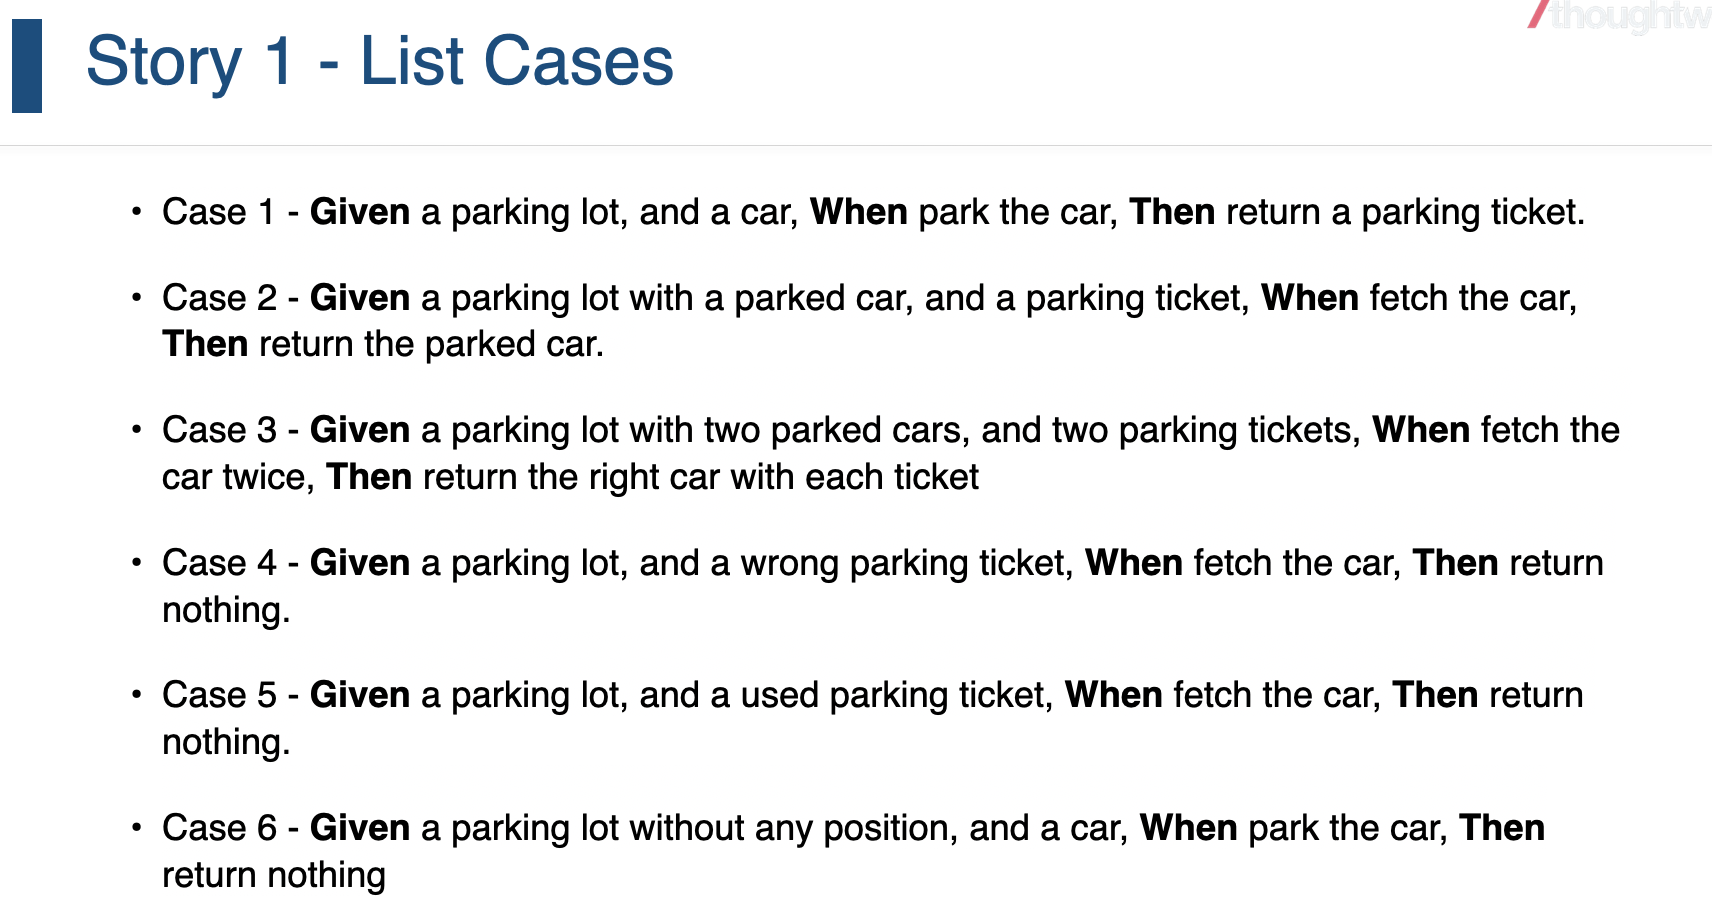 /thoughtw
Story 1 - List Cases
• Case 1 - Given a parking lot, and a car, When park the car, Then return a parking ticket.
• Case 2 - Given a parking lot with a parked car, and a parking ticket, When fetch the car,
Then return the parked car.
• Case 3 - Given a parking lot with two parked cars, and two parking tickets, When fetch the
car twice, Then return the right car with each ticket
• Case 4 - Given a parking lot, and a wrong parking ticket, When fetch the car, Then return
nothing.
• Case 5 - Given a parking lot, and a used parking ticket, When fetch the car, Then return
nothing.
• Case 6 - Given a parking lot without any position, and a car, When park the car, Then
return nothing